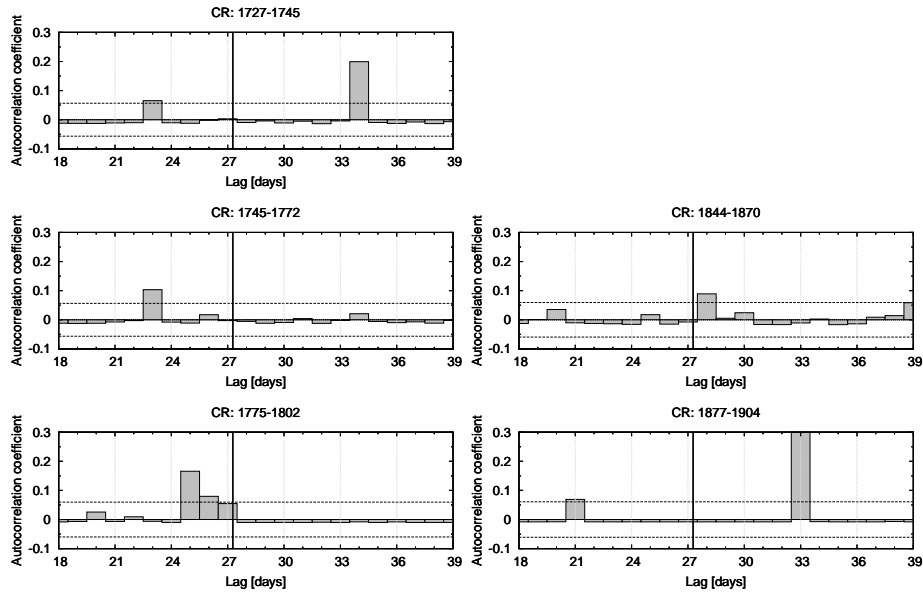 CR: 1727-1745
Autocorrelation coefficient
0.3
0.2
0.1
0
-0.1
18 21 24 27 30 33 36 39
Lag [days]
CR: 1745-1772
Autocorrelation coefficient
0.3
0.2
0.1
0
-0.1
18 21 24 27 30 33 36 39
Lag [days]
CR: 1844-1870
Autocorrelation coefficient
0.3
0.2
0.1
0
-0.1
18 21 24 27 30 33 36 39
Lag [days]
CR: 1775-1802
Autocorrelation coefficient
0.3
0.2
0.1
0
-0.1
18 21 24 27 30 33 36 39
Lag [days]
CR: 1877-1904
Autocorrelation coefficient
0.3
0.2
0.1
0
-0.1
18 21 24 27 30 33 36 39
Lag [days]